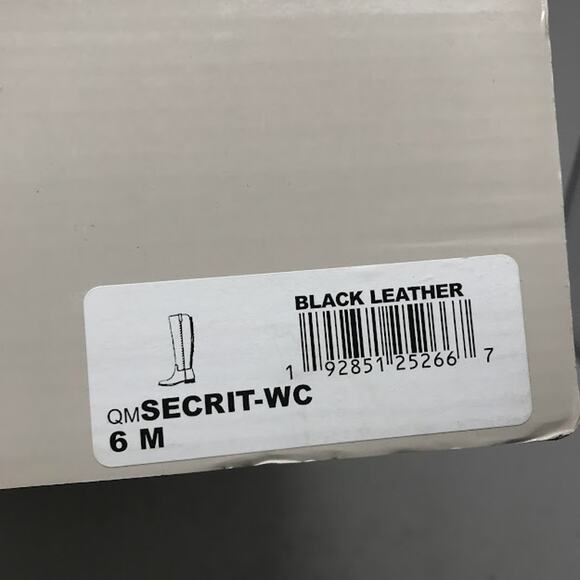 BLACK LEATHER
1 92851 25266 7
QMSECRIT-WC
6 M